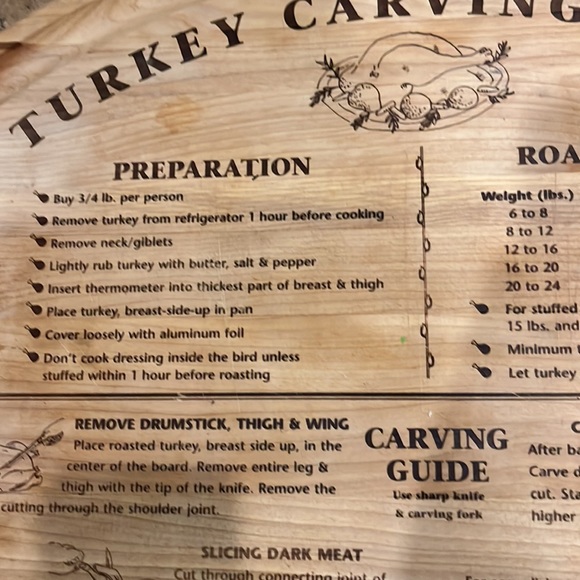 TURKEY CARVING
PREPARATION
Buy 3/4 lb. per person
Remove turkey from refrigerator 1 hour before cooking
Remove neck/giblets
Lightly rub turkey with butter, salt & pepper
Insert thermometer into thickest part of breast & thigh
Place turkey, breast-side-up in pan
Cover loosely with aluminum foil
Don't cook dressing inside the bird unless
stuffed within 1 hour before roasting
ROA
Weight (lbs.)
6 to 8
8 to 12
12 to 16
16 to 20
20 to 24
For stuffed
15 lbs. and
Minimum
Let turkey
REMOVE DRUMSTICK, THIGH & WING
Place roasted turkey, breast side up, in the
center of the board. Remove entire leg &
thigh with the tip of the knife. Remove the
cutting through the shoulder joint.
CARVING
GUIDE
Use sharp knife
& carving fork
After ba
Carve d
cut. Sta
higher
SLICING DARK MEAT
Cut through connecting joint of